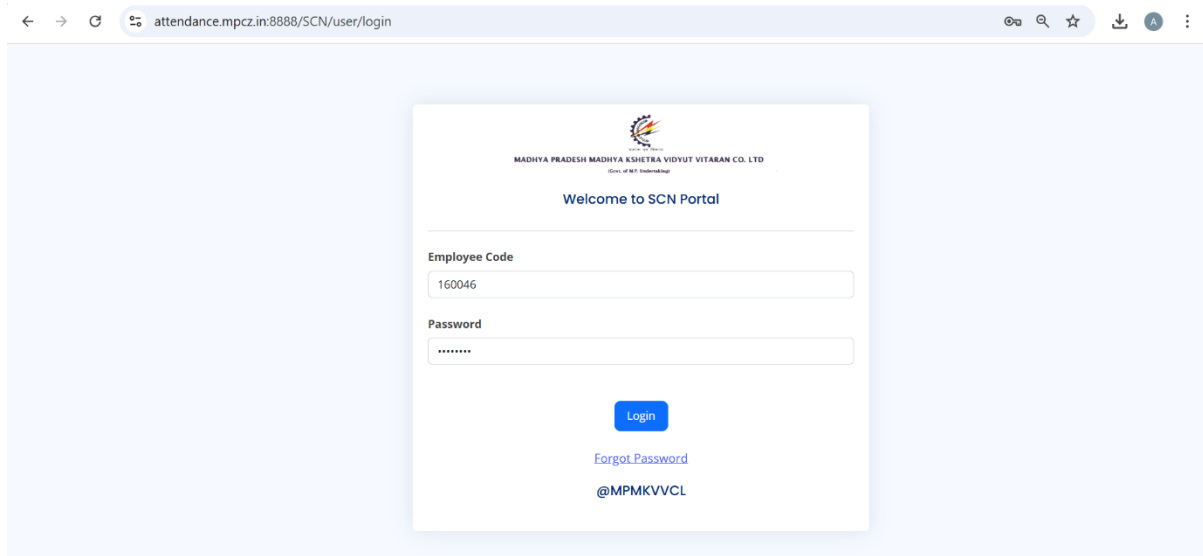 attendance.mpcz.in:8888/SCN/user/login
A
MADHYA PRADESH MADHYA KSHETRA VIDYUT VITARAN CO. LTD
(Govt. of M.P. Undertaking)
Welcome to SCN Portal
Employee Code
160046
Password
••••••••
Login
Forgot Password
@MPMKVVCL